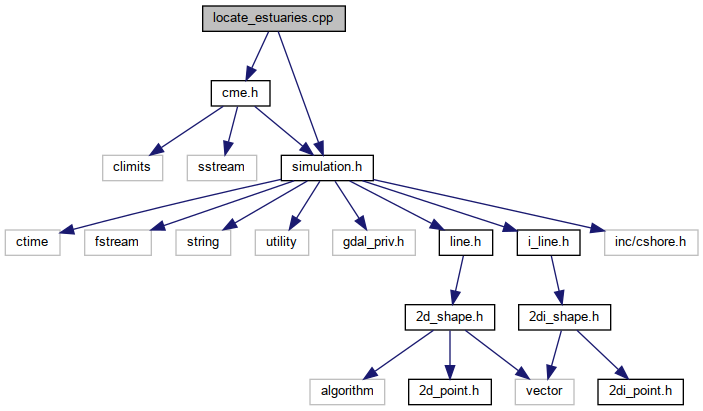 locate_estuaries.cpp
cme.h
climits
sstream
simulation.h
ctime
fstream
string
utility
gdal_priv.h
line.h
i_line.h
inc/cshore.h
2d_shape.h
2di_shape.h
algorithm
2d_point.h
vector
2di_point.h